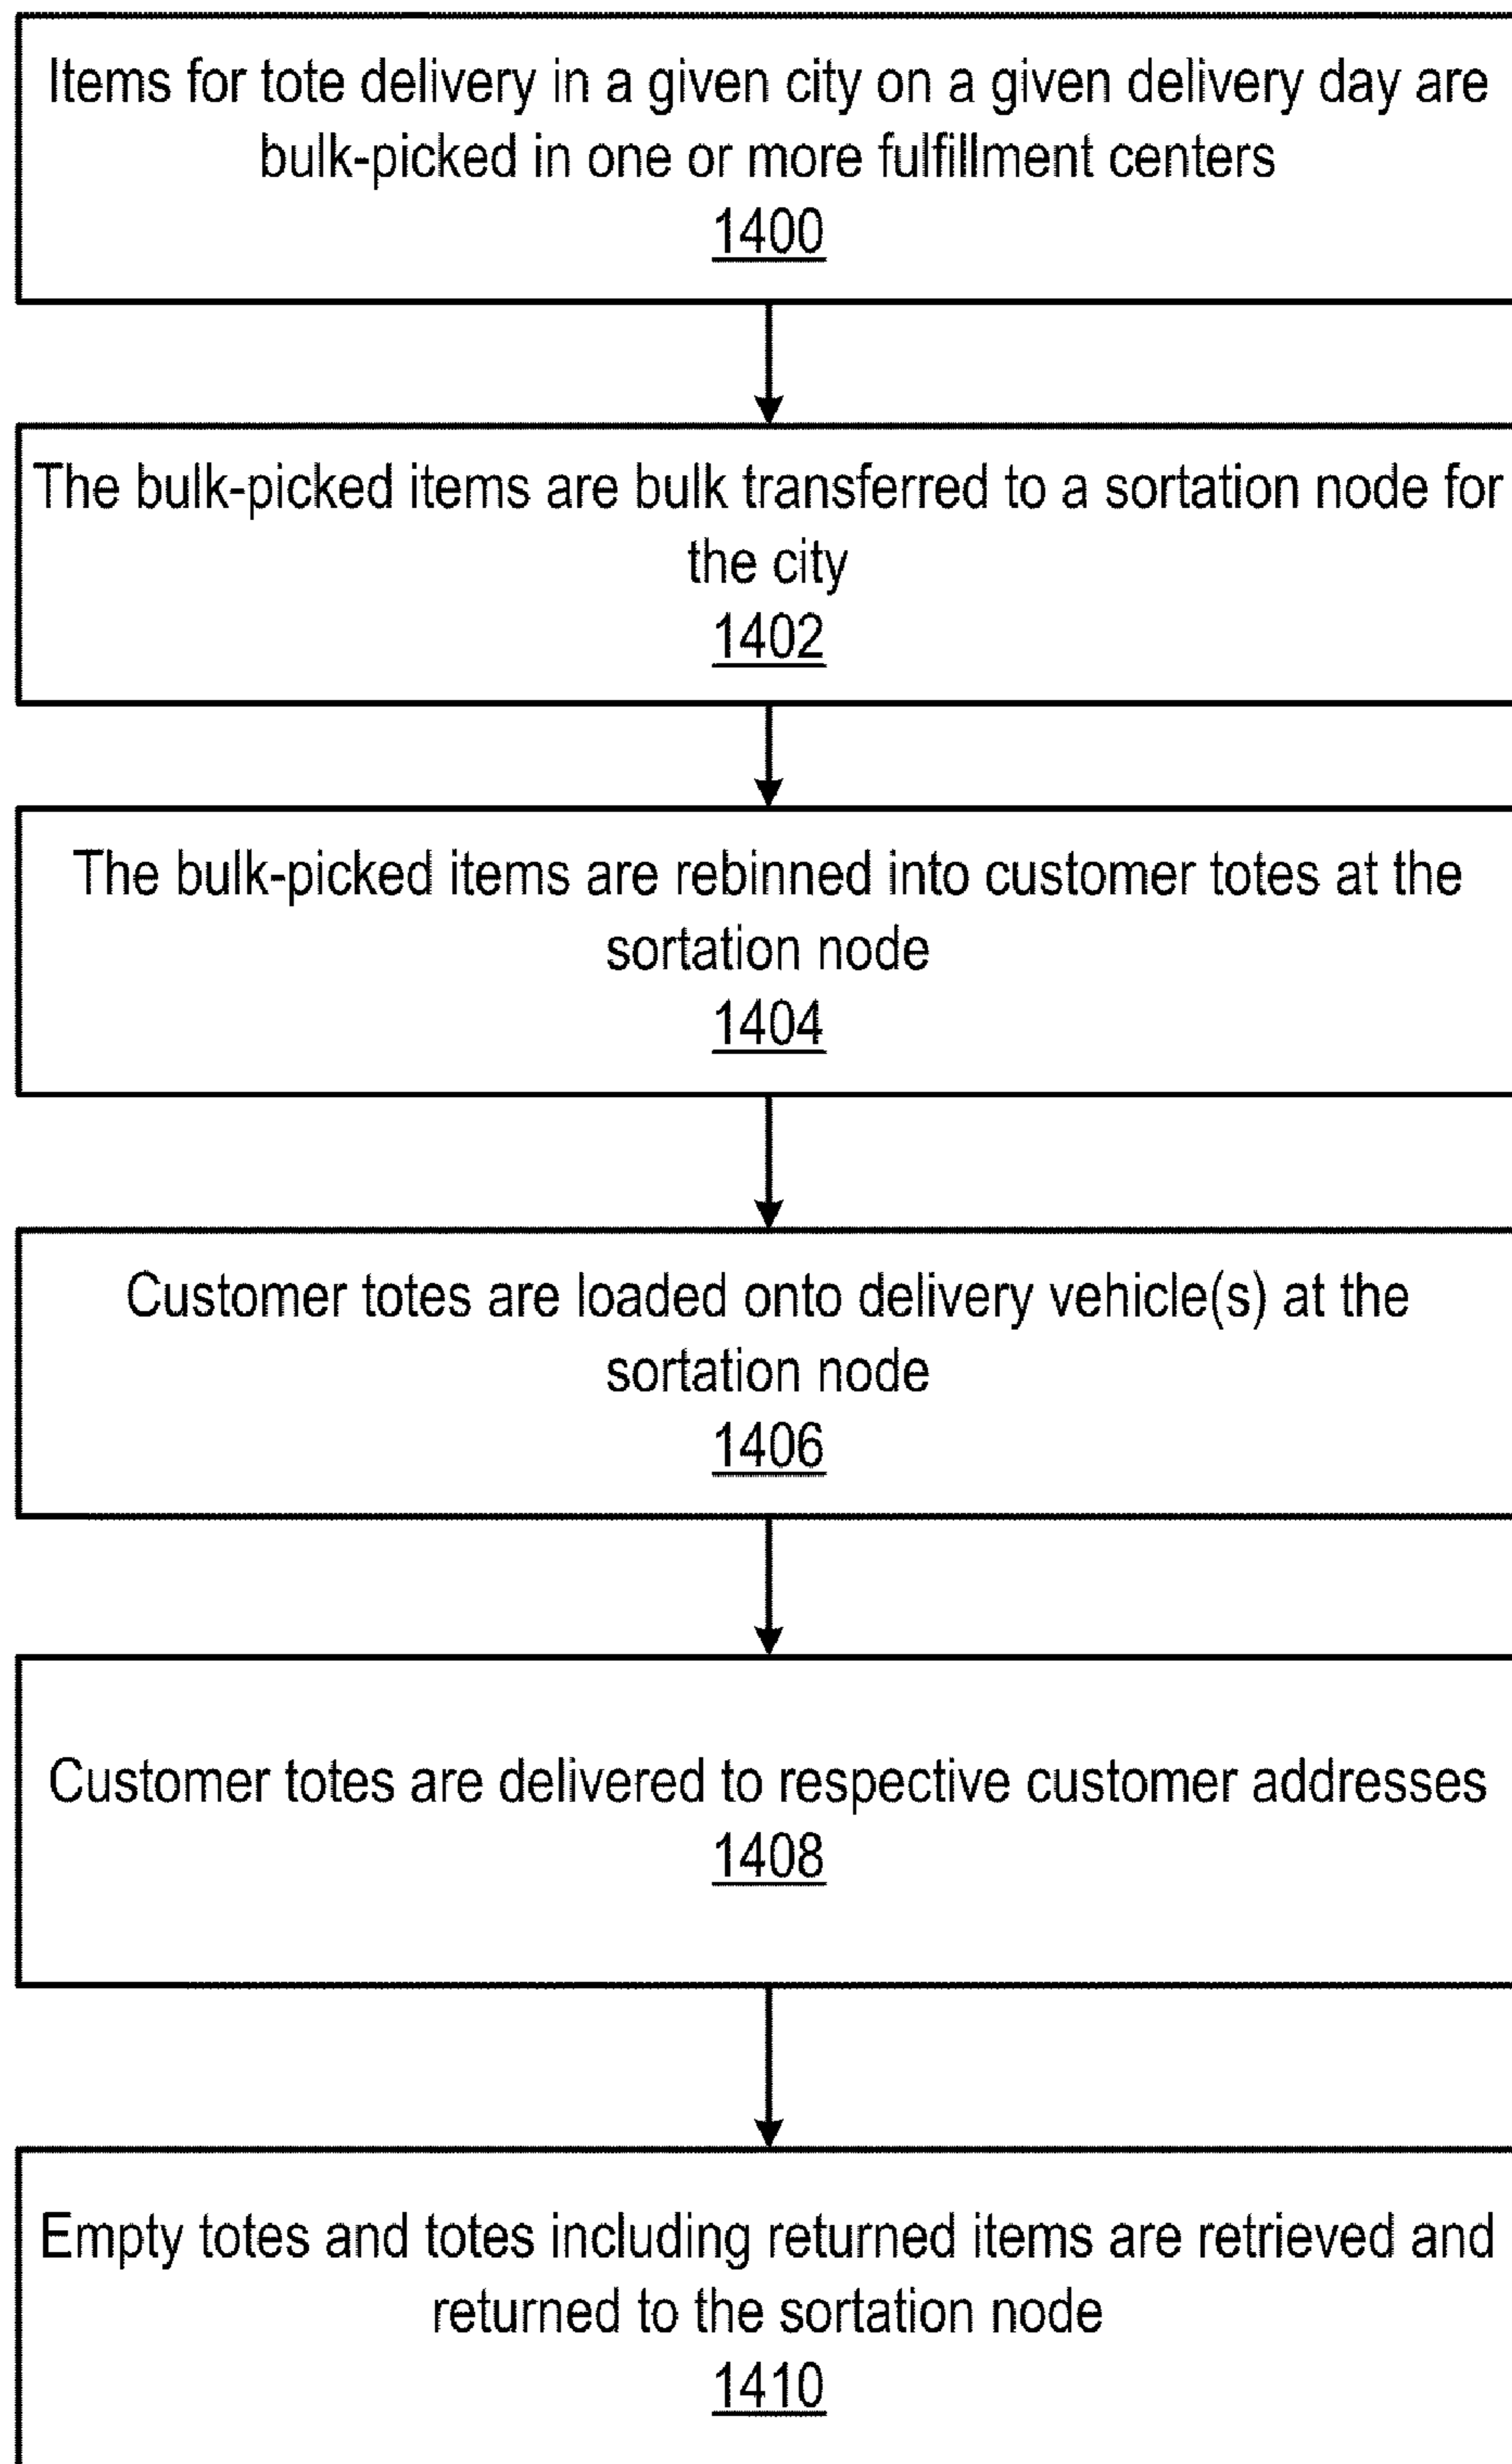 Items for tote delivery in a given city on a given delivery day are
bulk-picked in one or more fulfillment centers
1400
The bulk-picked items are bulk transferred to a sortation node for
the city
1402
The bulk-picked items are rebinned into customer totes at the
sortation node
1404
Customer totes are loaded onto delivery vehicle(s) at the
sortation node
1406
Customer totes are delivered to respective customer addresses
1408
Empty totes and totes including returned items are retrieved and
returned to the sortation node
1410